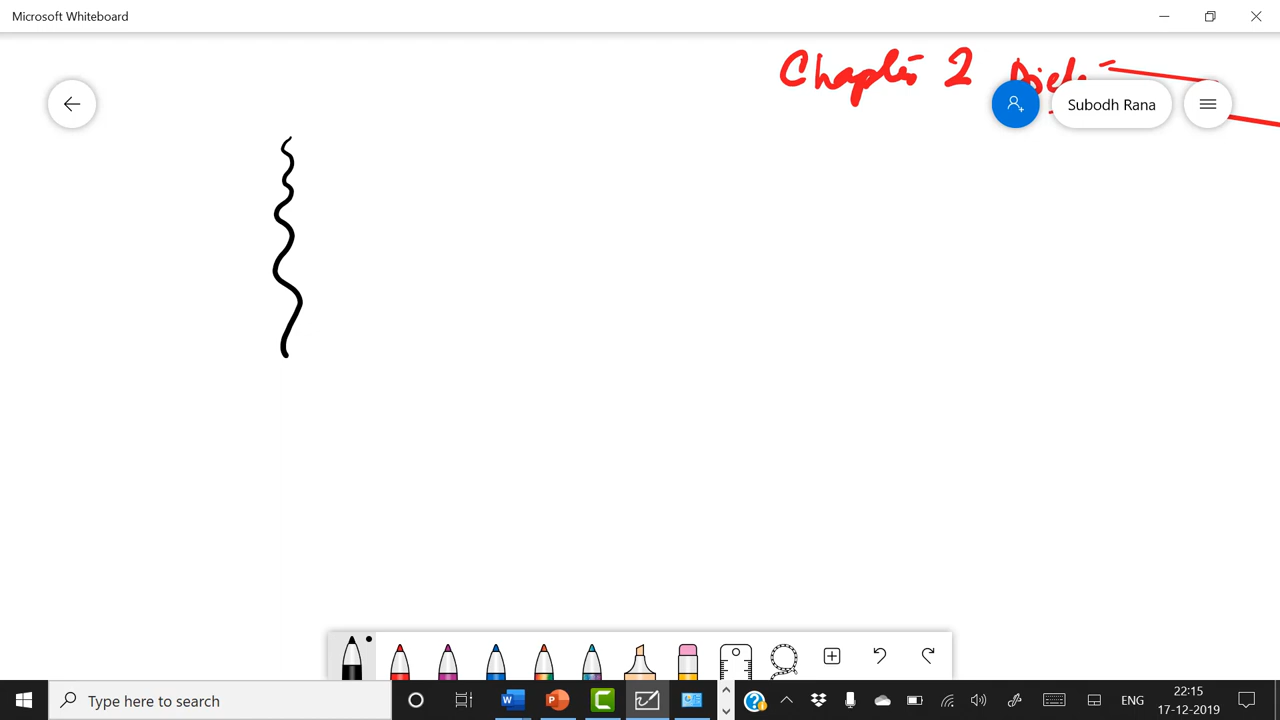 Microsoft Whiteboard
Chapter 2
Subodh Rana
Type here to search
ENG
22:15
17-12-2019